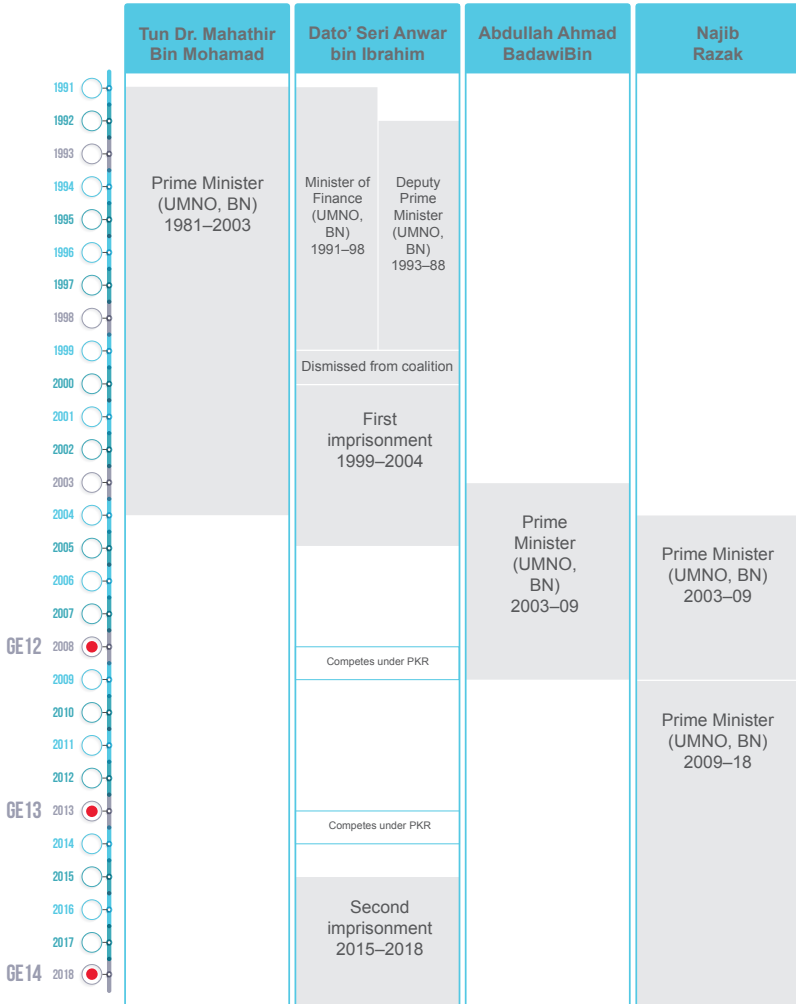 Tun Dr. Mahathir
Bin Mohamad
Dato' Seri Anwar
bin Ibrahim
Abdullah Ahmad
BadawiBin
Najib
Razak
1991
1992
1993
1994
1995
1996
1997
1998
1999
2000
2001
2002
2003
2004
2005
2006
2007
GE12 2008
2009
2010
2011
2012
GE13 2013
2014
2015
2016
2017
GE14 2018
Prime Minister
(UMNO, BN)
1981–2003
Minister of
Finance
(UMNO,
BN)
1991–98
Deputy
Prime
Minister
(UMNO,
BN)
1993–88
Dismissed from coalition
First
imprisonment
1999–2004
Competes under PKR
Competes under PKR
Second
imprisonment
2015–2018
Prime
Minister
(UMNO,
BN)
2003–09
Prime Minister
(UMNO, BN)
2003–09
Prime Minister
(UMNO, BN)
2009–18